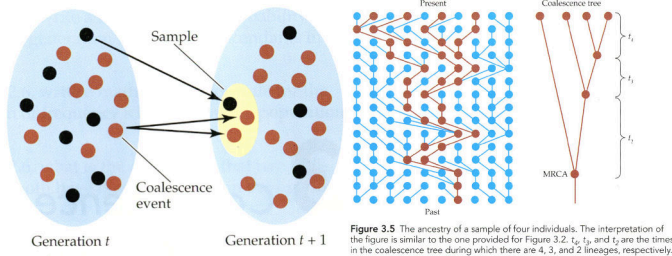 Sample
Coalescence
event
Generation t
Generation t + 1
Present
Past
Coalescence tree
t4
t3
t2
MRCA
Figure 3.5 The ancestry of a sample of four individuals. The interpretation of
the figure is similar to the one provided for Figure 3.2. t4, t3, and t2 are the times
in the coalescence tree during which there are 4, 3, and 2 lineages, respectively.